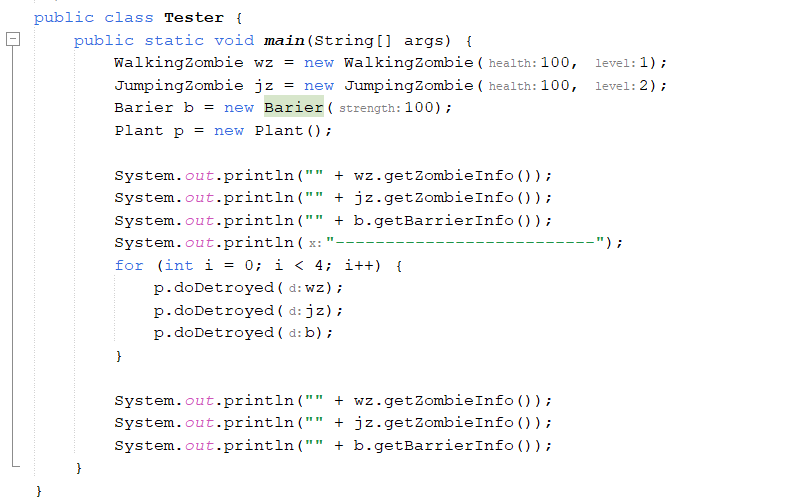 public class Tester {
public static void main(String[] args) {
WalkingZombie wz = new WalkingZombie( health: 100, level: 1);
JumpingZombie jz = new JumpingZombie( health: 100, level: 2);
Barier b = new Barier( strength: 100);
Plant p = new Plant();
System.out.println("" + wz.getZombieInfo());
System.out.println("" + jz.getZombieInfo());
System.out.println("" + b.getBarrierInfo());
System.out.println( x: "--------------------------");
for (int i = 0; i < 4; i++) {
p.doDetroyed( d: wz);
p.doDetroyed( d: jz);
p.doDetroyed( d: b);
}
System.out.println("" + wz.getZombieInfo());
System.out.println("" + jz.getZombieInfo());
System.out.println("" + b.getBarrierInfo());
}
}